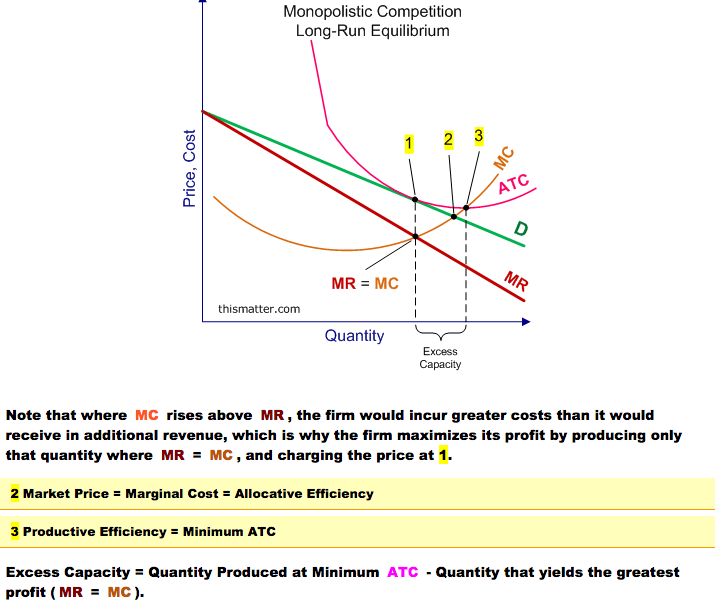 Monopolistic Competition
Long-Run Equilibrium
1
2
3
MC
ATC
Price, Cost
D
MR = MC
MR
thismatter.com
Quantity
Excess
Capacity
Note that where MC rises above MR, the firm would incur greater costs than it would
receive in additional revenue, which is why the firm maximizes its profit by producing only
that quantity where MR = MC, and charging the price at 1.
2 Market Price = Marginal Cost = Allocative Efficiency
3 Productive Efficiency = Minimum ATC
Excess Capacity = Quantity Produced at Minimum ATC - Quantity that yields the greatest
profit ( MR = MC ).